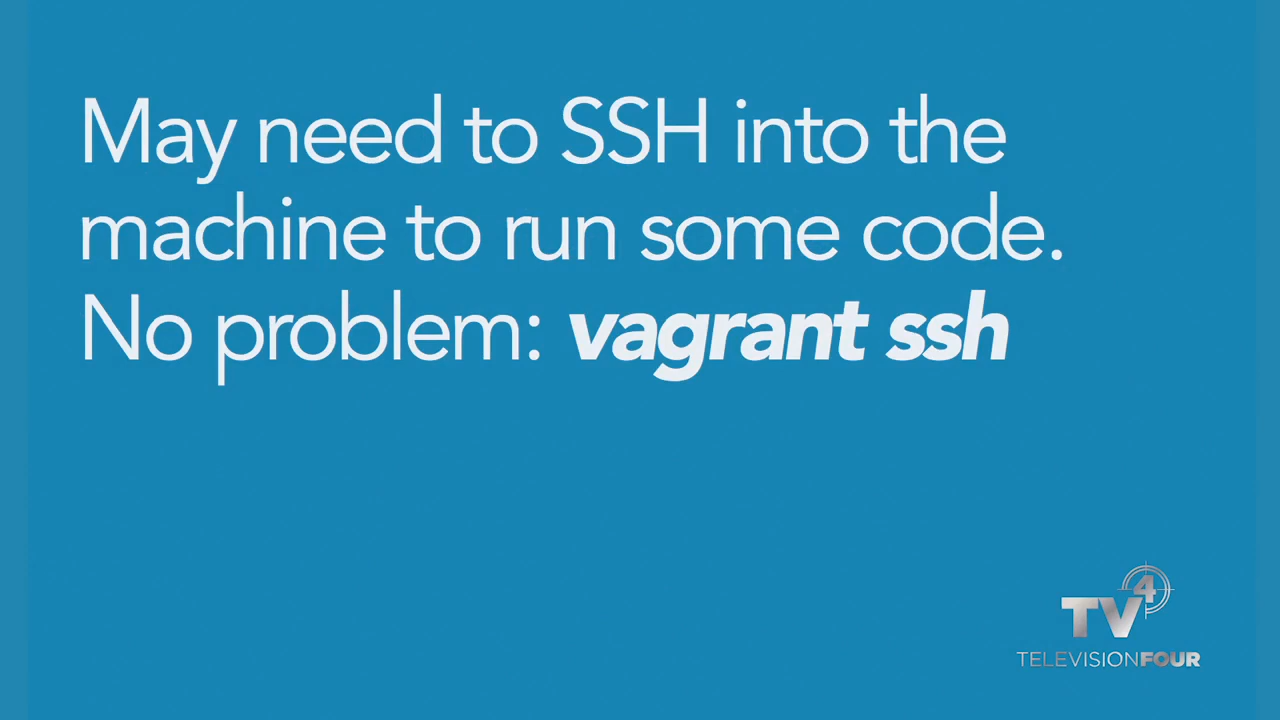 May need to SSH into the
machine to run some code.
No problem: vagrant ssh
TV4
TELEVISIONFOUR